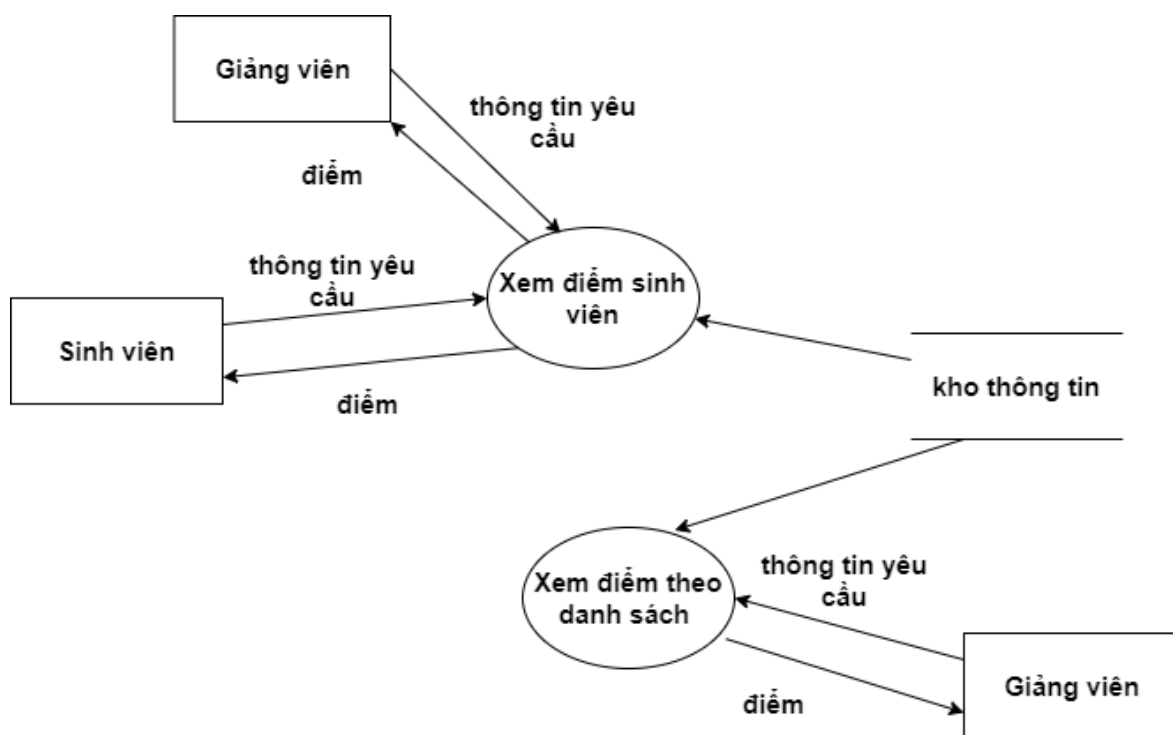 Giảng viên
thông tin yêu
cầu
điểm
thông tin yêu
cầu
Xem điểm sinh
viên
Sinh viên
điểm
kho thông tin
Xem điểm theo
danh sách
thông tin yêu
cầu
Giảng viên
điểm